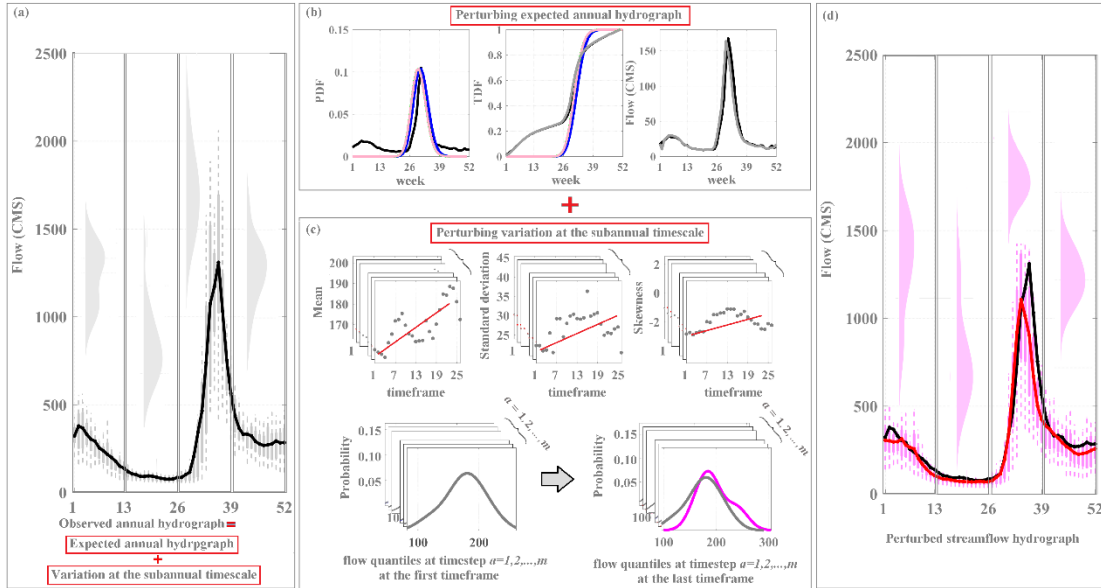 (a)
2500
2000
1500
1000
500
0
Flow (CMS)
1 13 26 39 52
Observed annual hydrograph=
Expected annual hydrpgraph
+
Variation at the subannual timescale
(b)
Perturbing expected annual hydrograph
0.15
0.1
0.05
0
PDF
1 13 26 39 52
week
1
0.8
0.6
0.4
0.2
0
TDF
1 13 26 39 52
week
150
100
50
0
Flow (CMS)
1 13 26 39 52
week
+
(c)
Perturbing variation at the subannual timescale
200
190
180
170
1
Mean
1 7 13 19 25
timeframe
45
40
35
30
25
1
Standard deviation
1 7 13 19 25
timeframe
2
0
-2
1
Skewness
1 7 13 19 25
timeframe
a = 1,2,..., m
0.15
0.10
0.05
10
Probability
100 200
flow quantiles at timestep a=1,2,...,m
at the first timeframe
a = 1,2,..., m
0.15
0.10
0.05
100
Probability
100 200 300
flow quantiles at timestep a=1,2,...,m
at the last timeframe
(d)
2500
2000
1500
1000
500
0
Flow (CMS)
1 13 26 39 52
Perturbed streamflow hydrograph